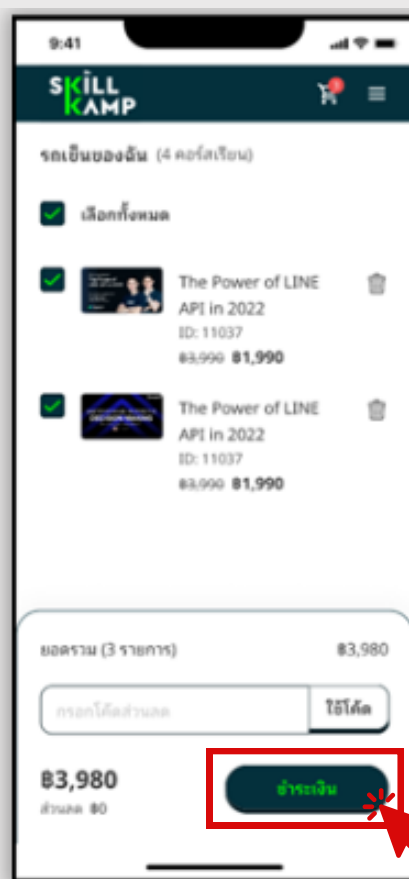 9:41
SKiLL
KAMP
รถเข็นของฉัน (4 คอร์สเรียน)
เลือกทั้งหมด
The Power of LINE
API in 2022
ID: 11037
฿3,990 ฿1,990
The Power of LINE
API in 2022
ID: 11037
฿3,990 ฿1,990
ยอดรวม (3 รายการ) ฿3,980
กรอกโค้ดส่วนลด ใช้โค้ด
฿3,980 ชำระเงิน
ส่วนลด ฿0